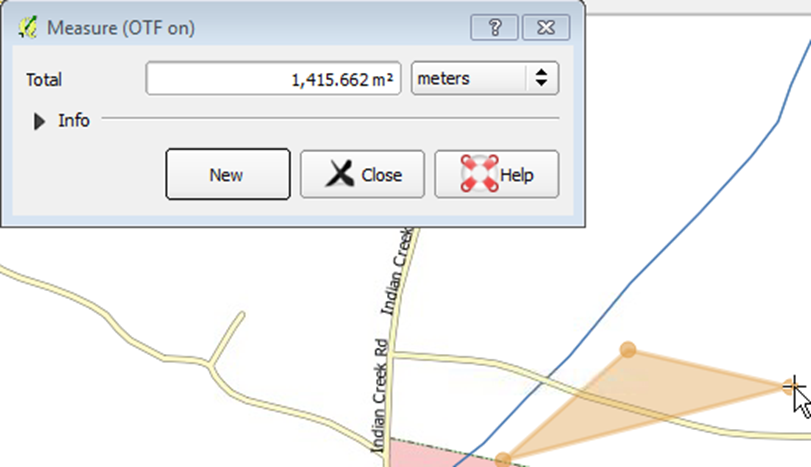 Measure (OTF on)
?
Total 1,415.662 m² meters
Info
New Close Help
Indian Creek
Indian Creek Rd